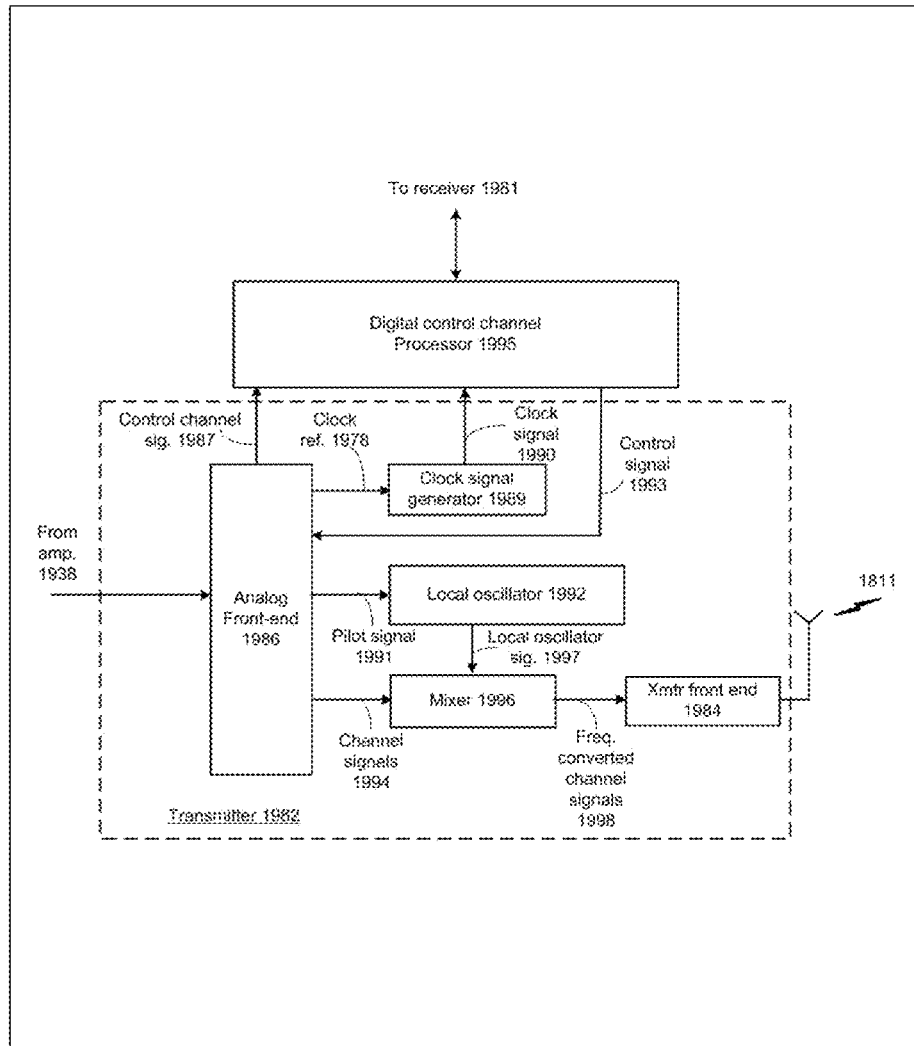 To receiver 1981
Digital control channel
Processor 1995
Control channel
sig. 1987
Clock
ref. 1978
Clock
signal
1990
Control
signal
1993
Clock signal
generator 1989
From
amp.
1938
Analog
Front-end
1986
Local oscillator 1992
1811
Pilot signal
1991
Local oscillator
sig. 1997
Mixer 1996
Xmtr front end
1984
Channel
signals
1994
Freq.
converted
channel
signals
1998
Transmitter 1982